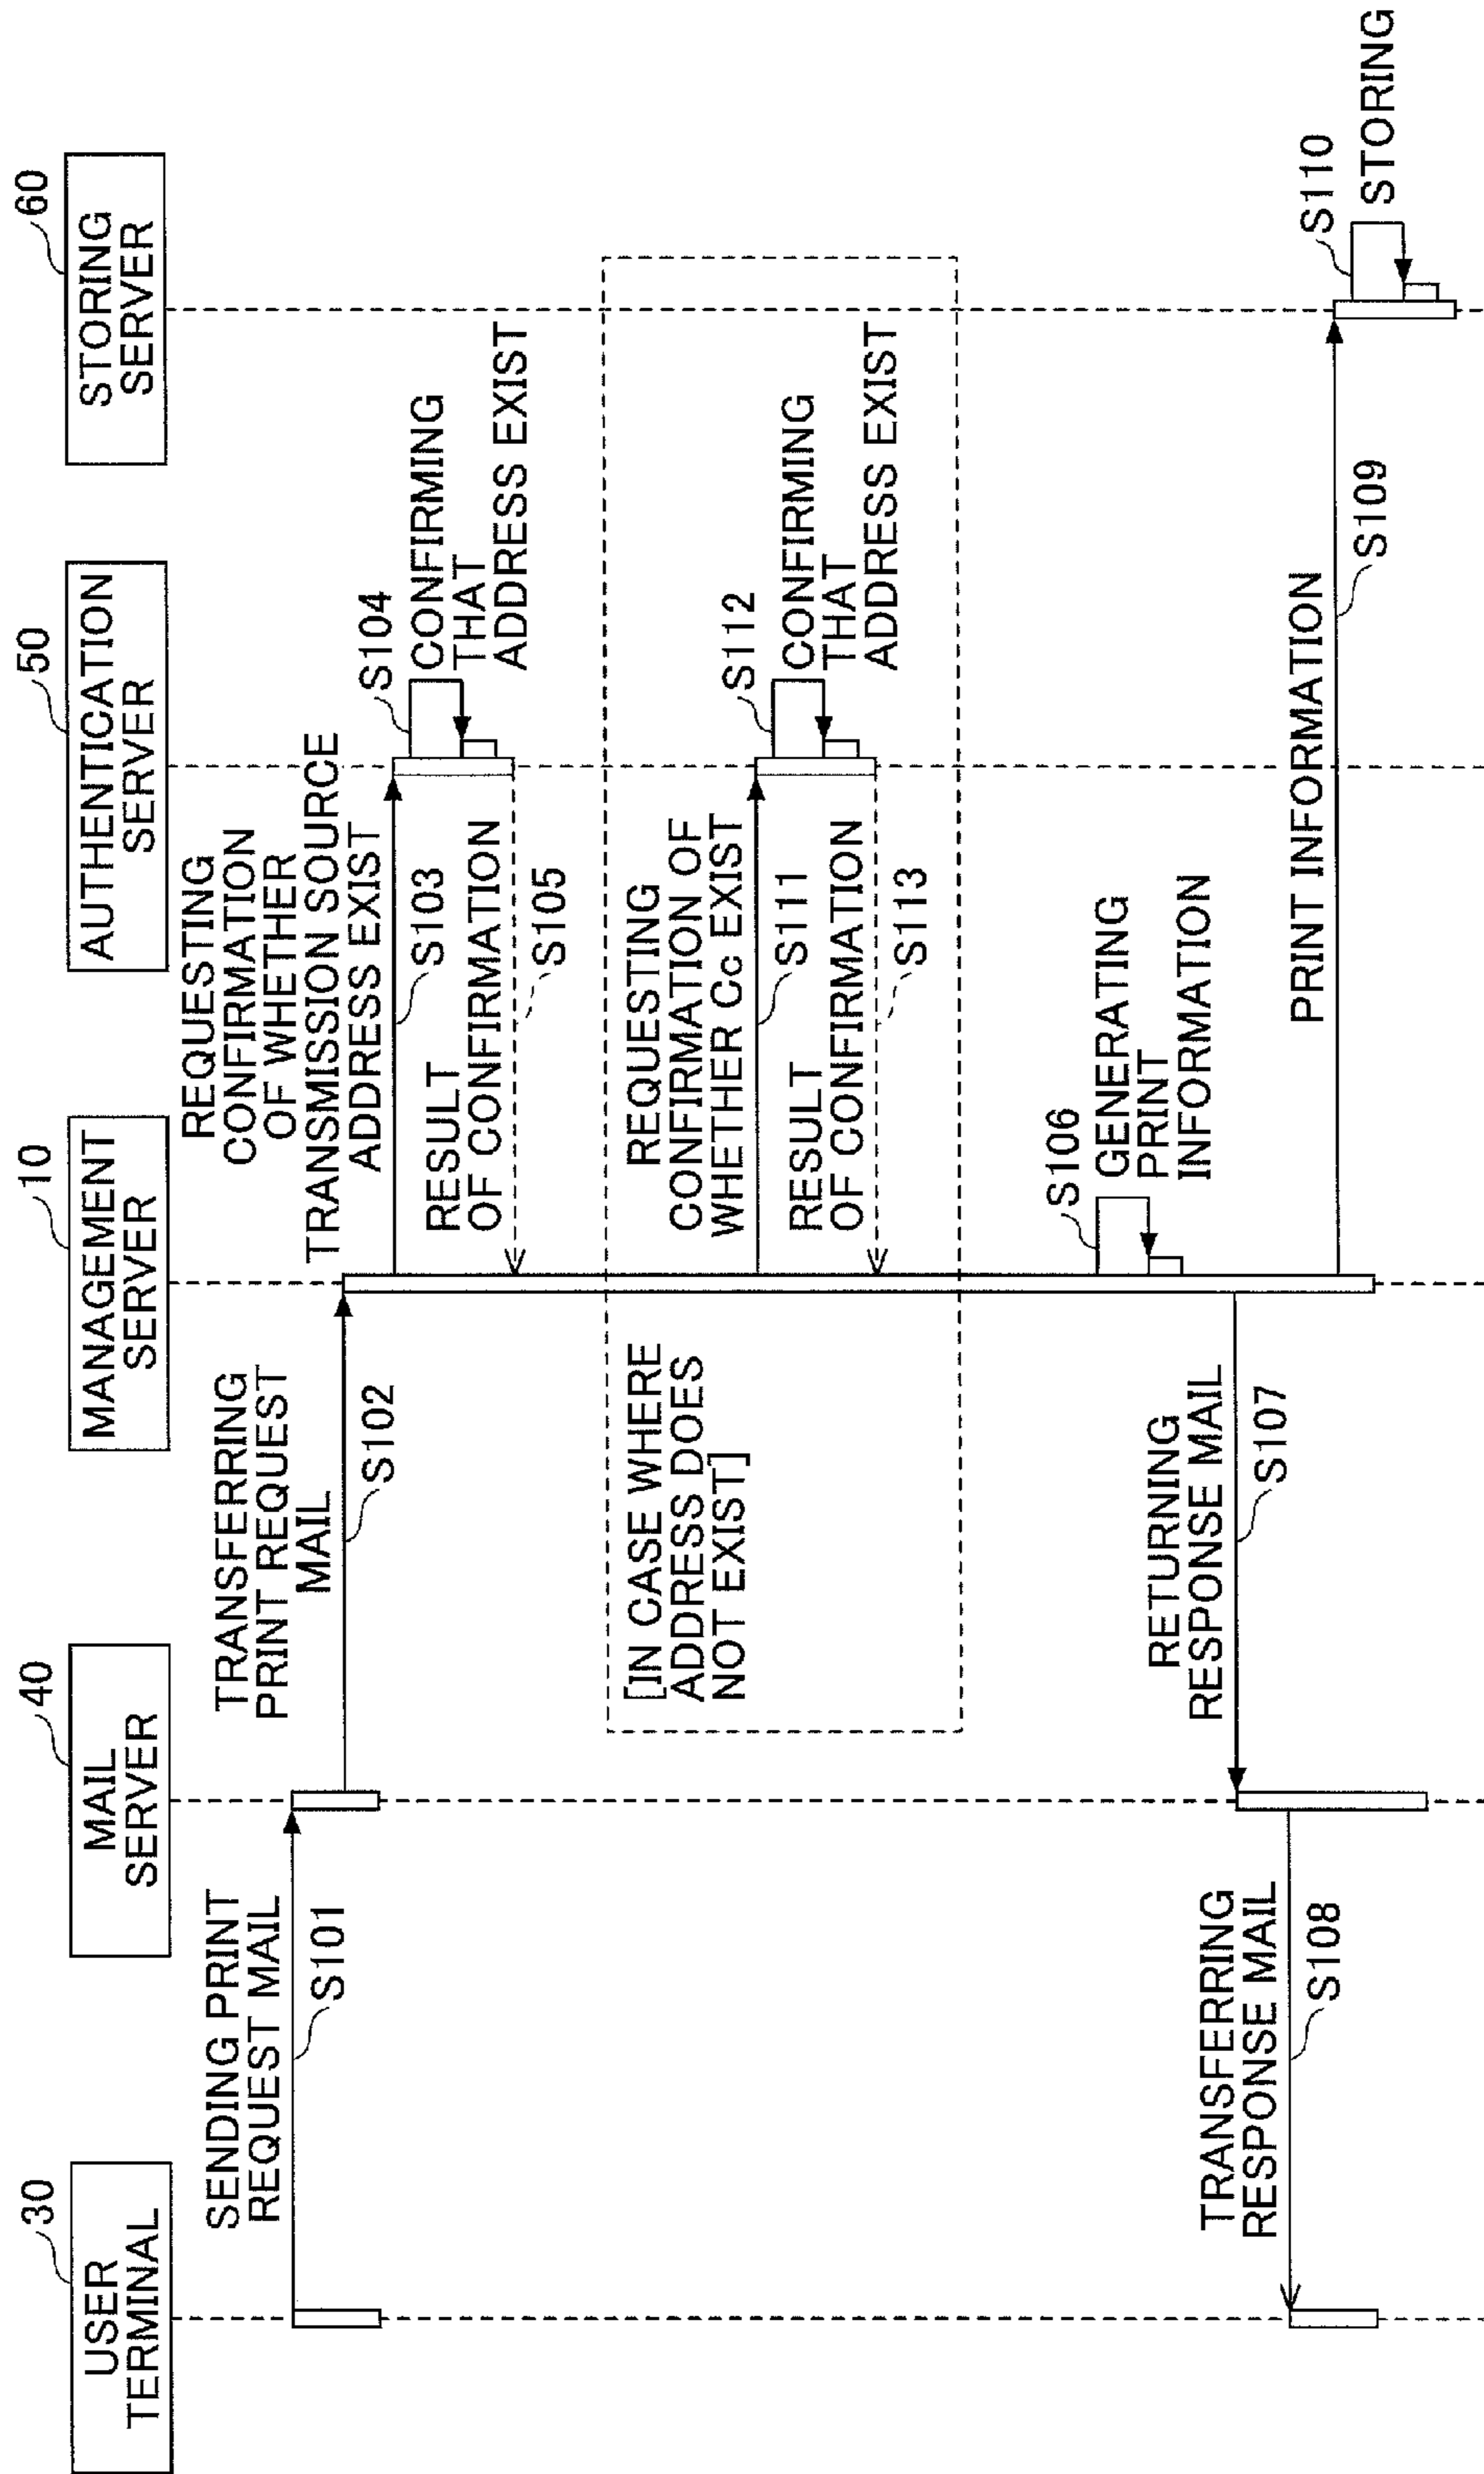 30
USER
TERMINAL
40
MAIL
SERVER
10
MANAGEMENT
SERVER
50
AUTHENTICATION
SERVER
60
STORING
SERVER
SENDING PRINT
REQUEST MAIL
S101
TRANSFERRING
PRINT REQUEST
MAIL
S102
REQUESTING
CONFIRMATION
OF WHETHER
TRANSMISSION SOURCE
ADDRESS EXIST
S103
S104
CONFIRMING
THAT
ADDRESS EXIST
RESULT
OF CONFIRMATION
S105
[IN CASE WHERE
ADDRESS DOES
NOT EXIST]
REQUESTING
CONFIRMATION OF
WHETHER Cc EXIST
S111
S112
CONFIRMING
THAT
ADDRESS EXIST
RESULT
OF CONFIRMATION
S113
S106
GENERATING
PRINT
INFORMATION
RETURNING
RESPONSE MAIL
S107
TRANSFERRING
RESPONSE MAIL
S108
PRINT INFORMATION
S109
S110
STORING